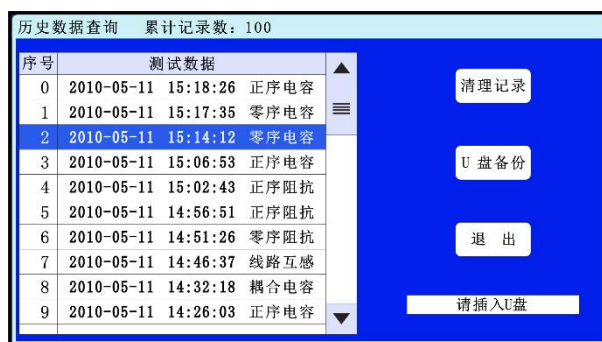 历史数据查询 累计记录数：100
序号 测试数据
0 2010-05-11 15:18:26 正序电容
1 2010-05-11 15:17:35 零序电容
2 2010-05-11 15:14:12 零序电容
3 2010-05-11 15:06:53 正序电容
4 2010-05-11 15:02:43 正序阻抗
5 2010-05-11 14:56:51 正序阻抗
6 2010-05-11 14:51:26 零序阻抗
7 2010-05-11 14:46:37 线路互感
8 2010-05-11 14:32:18 耦合电容
9 2010-05-11 14:26:03 正序电容
清理记录
U 盘备份
退 出
请插入U盘